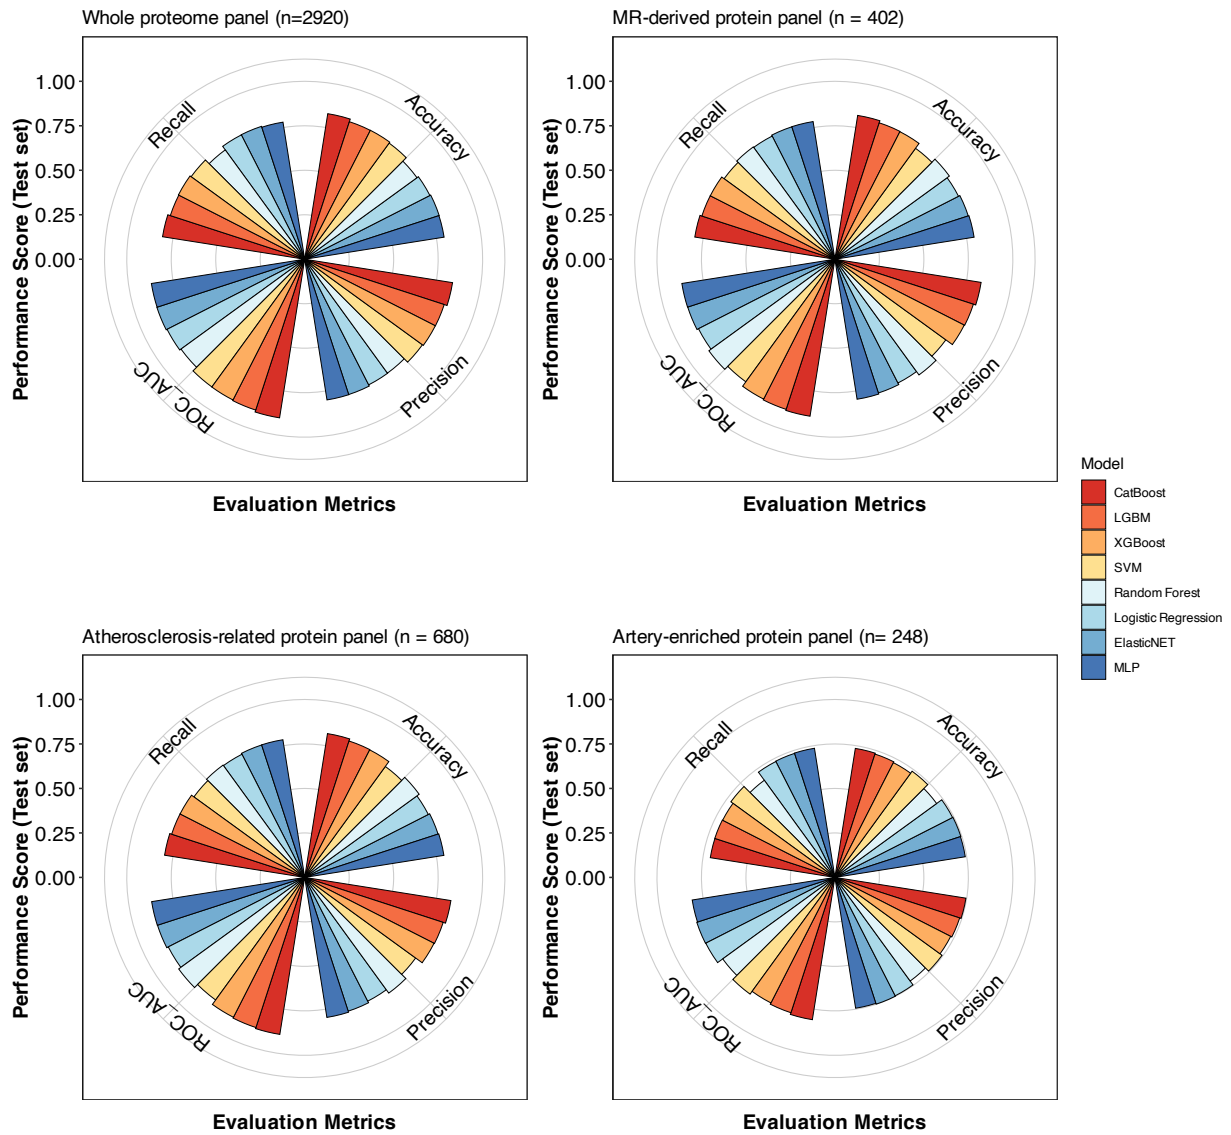 Whole proteome panel (n=2920)
MR-derived protein panel (n = 402)
Performance Score (Test set)
1.00
0.75
0.50
0.25
0.00
Recall
Accuracy
ROC_AUC
Precision
Evaluation Metrics
Performance Score (Test set)
1.00
0.75
0.50
0.25
0.00
Recall
Accuracy
ROC_AUC
Precision
Evaluation Metrics
Model
CatBoost
LGBM
XGBoost
SVM
Random Forest
Logistic Regression
ElasticNET
MLP
Atherosclerosis-related protein panel (n = 680)
Artery-enriched protein panel (n= 248)
Performance Score (Test set)
1.00
0.75
0.50
0.25
0.00
Recall
Accuracy
ROC_AUC
Precision
Evaluation Metrics
Performance Score (Test set)
1.00
0.75
0.50
0.25
0.00
Recall
Accuracy
ROC_AUC
Precision
Evaluation Metrics